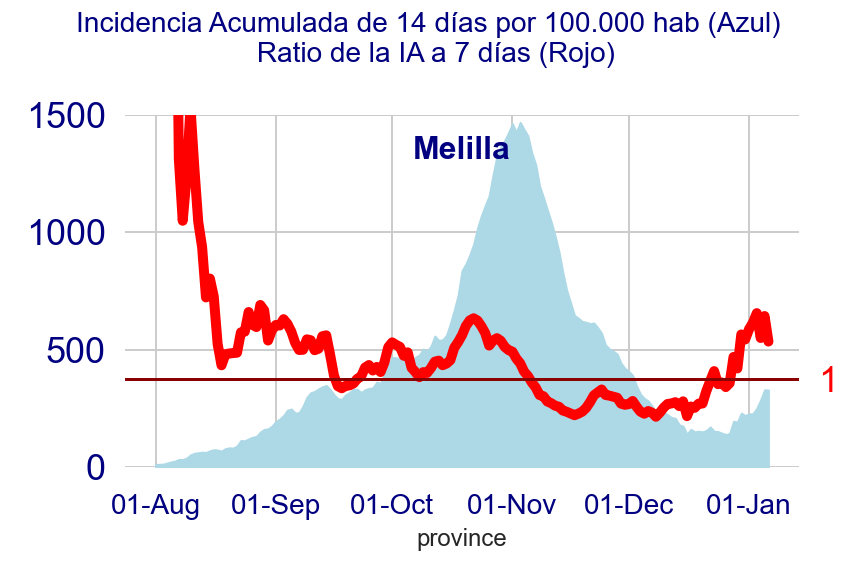 Incidencia Acumulada de 14 días por 100.000 hab (Azul)
Ratio de la IA a 7 días (Rojo)
1500
Melilla
1000
500
1
0
01-Aug 01-Sep 01-Oct 01-Nov 01-Dec 01-Jan
province